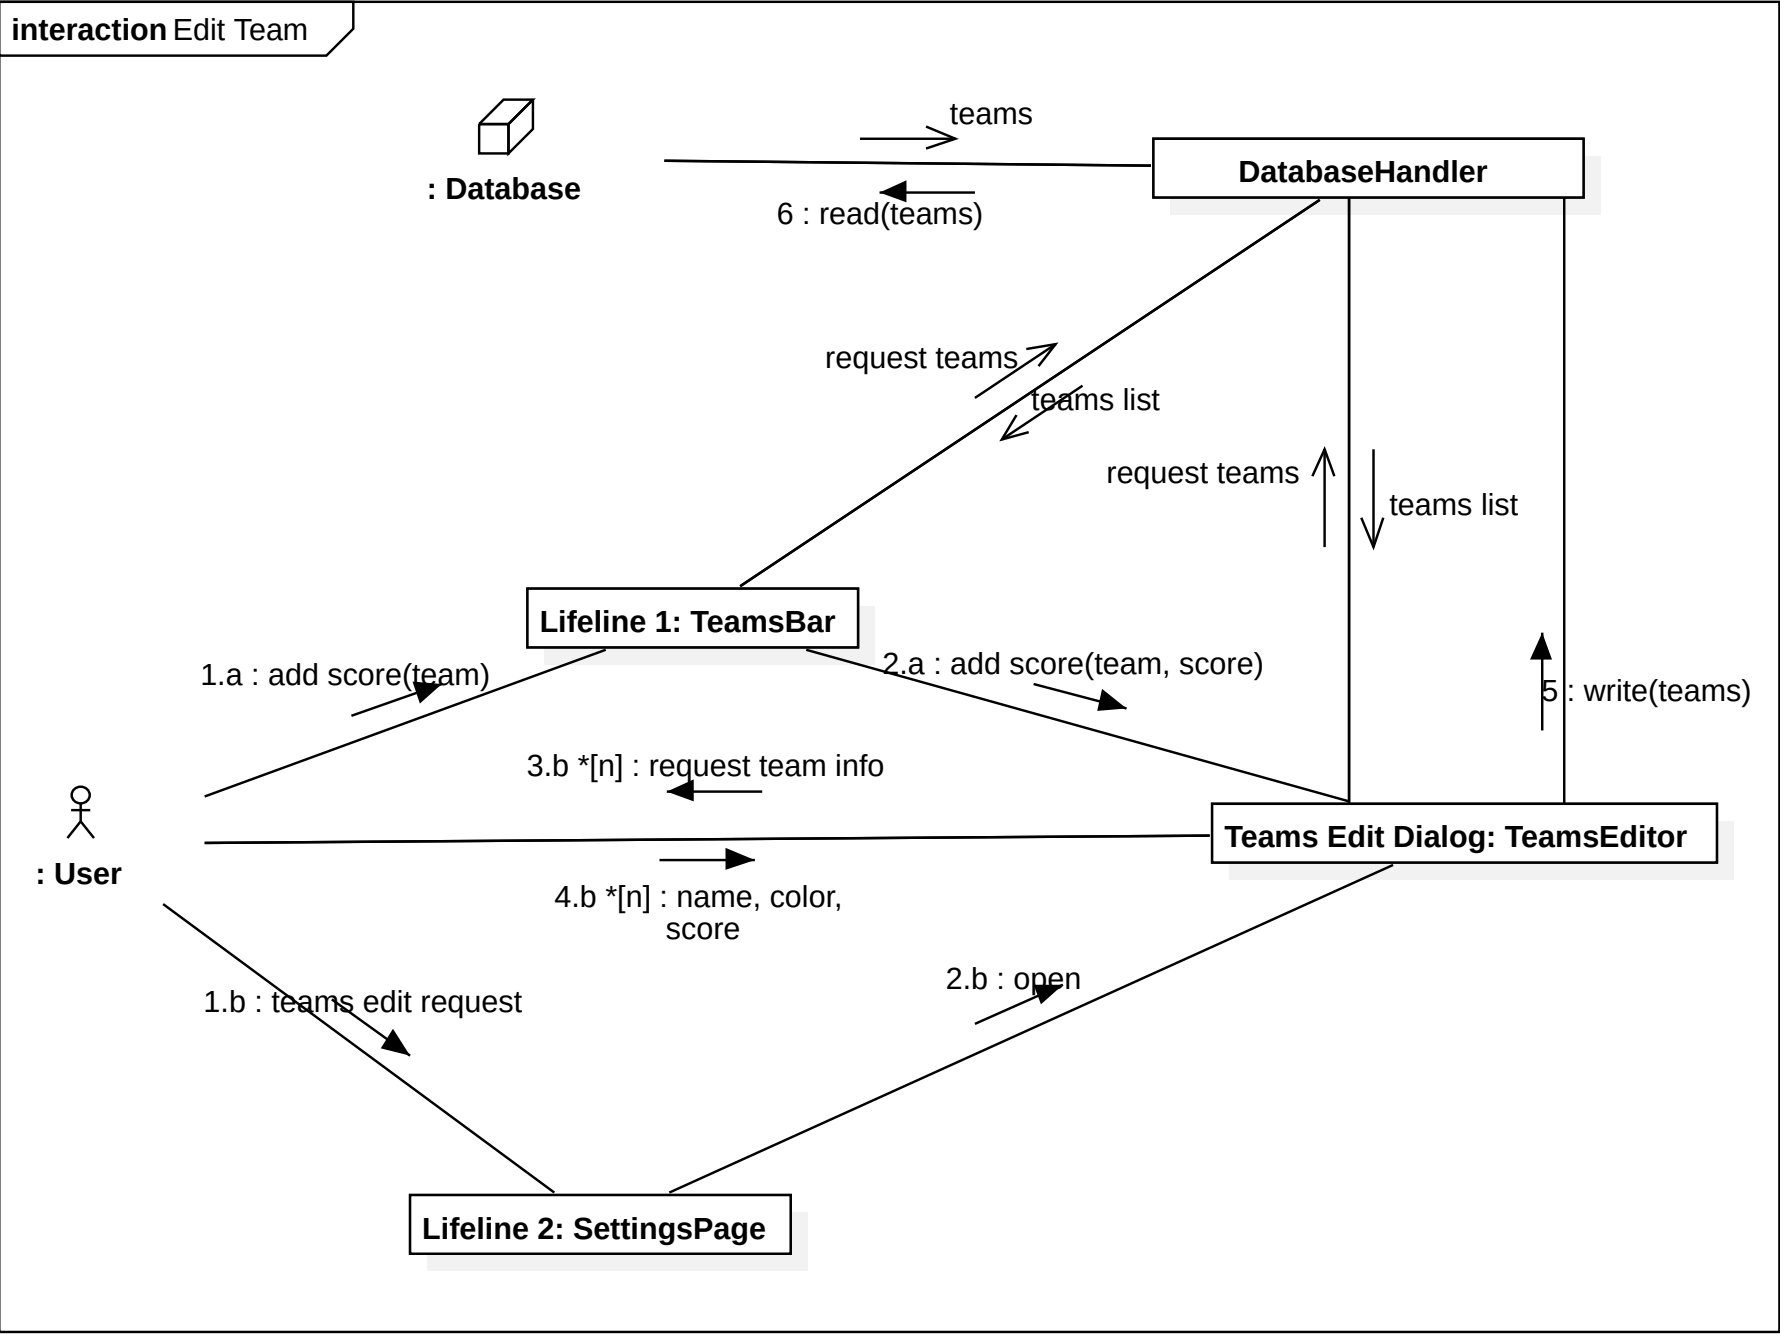 interaction Edit Team
teams
DatabaseHandler
: Database
6 : read(teams)
request teams
teams list
request teams
teams list
Lifeline 1: TeamsBar
1.a : add score(team)
2.a : add score(team, score)
5 : write(teams)
3.b *[n] : request team info
Teams Edit Dialog: TeamsEditor
: User
4.b *[n] : name, color,
score
2.b : open
1.b : teams edit request
Lifeline 2: SettingsPage